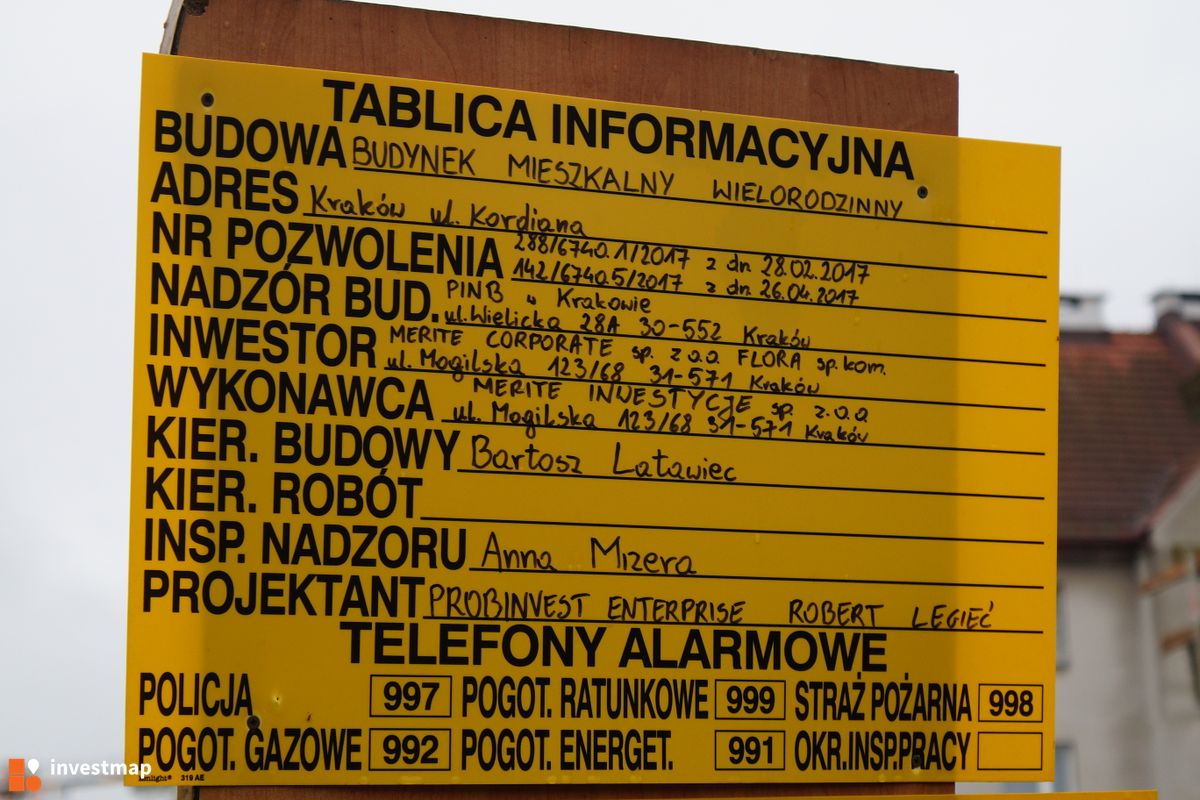 TABLICA INFORMACYJNA
BUDOWA BUDYNEK MIESZKALNY WIELORODZINNY
ADRES Kraków ul. Kordiana
NR POZWOLENIA 288/6740.1/2017 z dn. 28.02.2017
142/6740.5/2017 z dn. 26.04.2017
NADZÓR BUD. PINB w Krakowie
ul. Wielicka 28A 30-552 Kraków
INWESTOR MERITE CORPORATE sp. z o.o. FLORA sp. kom.
ul. Mogilska 123/68 31-571 Kraków
WYKONAWCA MERITE INWESTYCJE sp. z o.o
ul. Mogilska 123/68 31-571 Kraków
KIER. BUDOWY Bartosz Latawiec
KIER. ROBÓT
INSP. NADZORU Anna Mizera
PROJEKTANT PROBINVEST ENTERPRISE ROBERT LEGIEĆ
TELEFONY ALARMOWE
POLICJA 997 POGOT. RATUNKOWE 999 STRAŻ POŻARNA 998
POGOT. GAZOWE 992 POGOT. ENERGET. 991 OKR.INSP.PRACY
319 AE
investmap